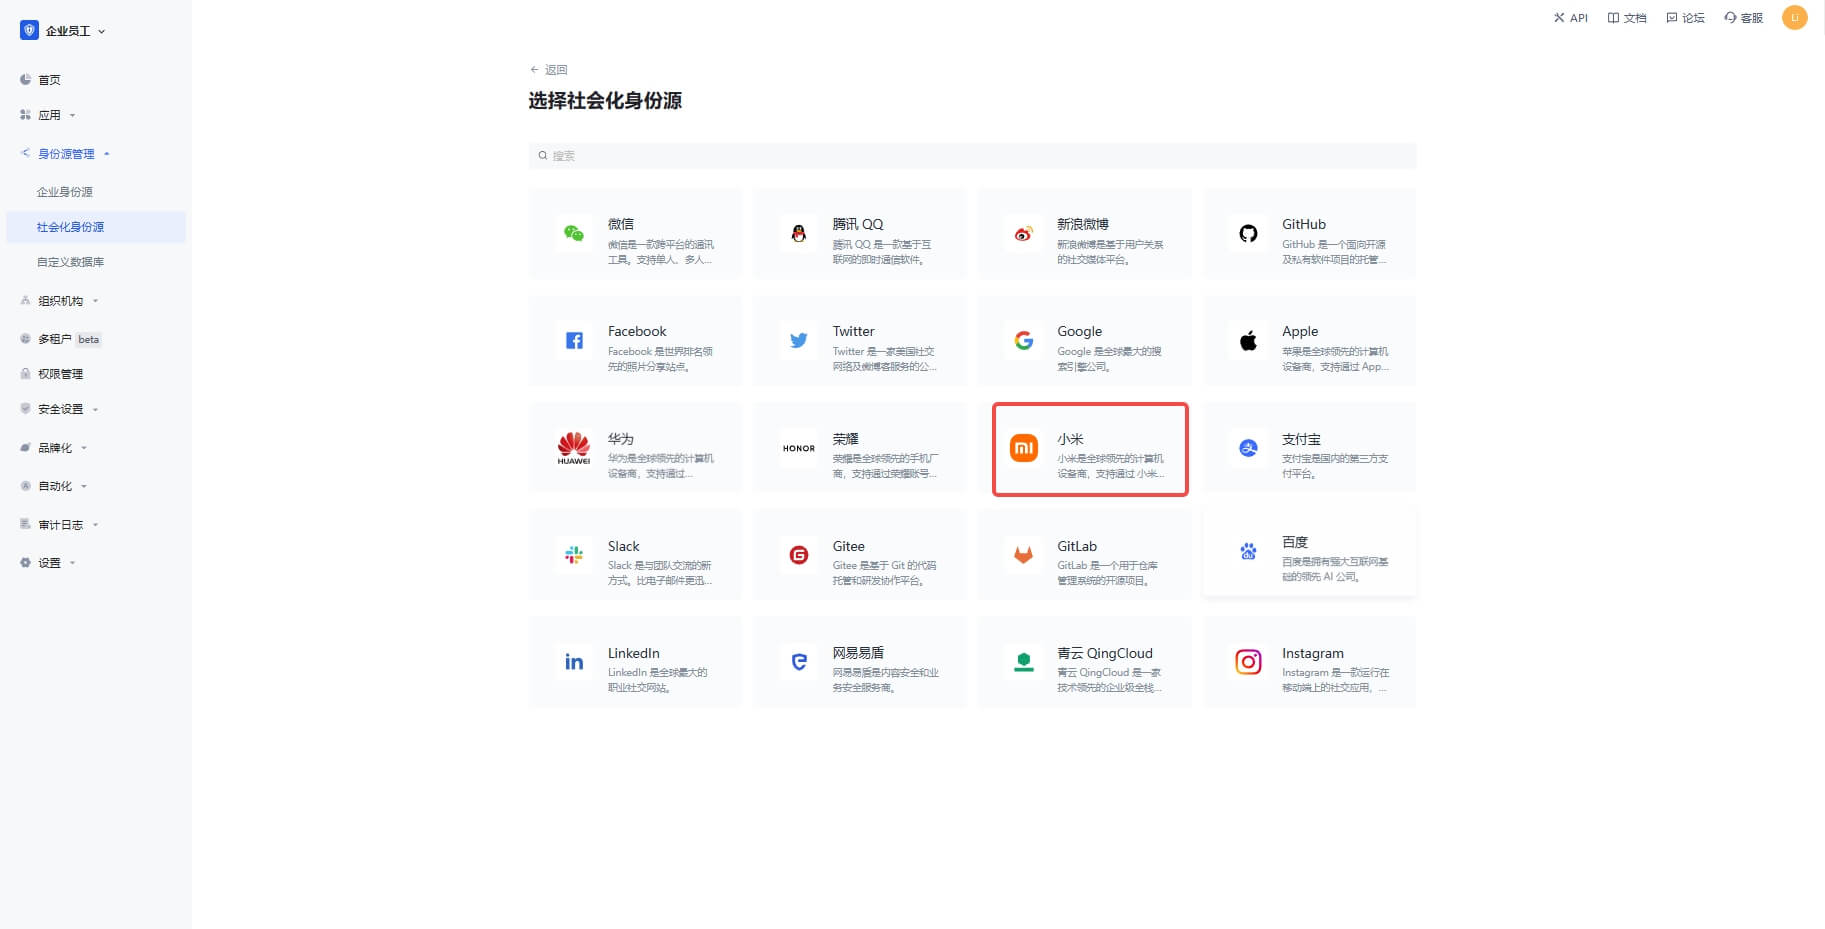 企业员工
API
文档
论坛
客服
Li
首页
应用
身份源管理
企业身份源
社会化身份源
自定义数据库
组织机构
多租户 beta
权限管理
安全设置
品牌化
自动化
审计日志
设置
返回
选择社会化身份源
搜索
微信
微信是一款跨平台的通讯
工具。支持单人、多人...
腾讯 QQ
腾讯 QQ 是一款基于互
联网的即时通信软件。
新浪微博
新浪微博是基于用户关系
的社交媒体平台。
GitHub
GitHub 是一个面向开源
及私有软件项目的托管...
Facebook
Facebook 是世界排名领
先的照片分享站点。
Twitter
Twitter 是一家美国社交
网络及微博客服务的公...
Google
Google 是全球最大的搜
索引擎公司。
Apple
苹果是全球领先的计算机
设备商，支持通过 App...
HUAWEI
华为
华为是全球领先的计算机
设备商，支持通过...
HONOR
荣耀
荣耀是全球领先的手机厂
商，支持通过荣耀账号...
小米
小米是全球领先的计算机
设备商，支持通过 小米...
支付宝
支付宝是国内的第三方支
付平台。
Slack
Slack 是与团队交流的新
方式。比电子邮件更迅...
Gitee
Gitee 是基于 Git 的代码
托管和研发协作平台。
GitLab
GitLab 是一个用于仓库
管理系统的开源项目。
百度
百度是拥有强大互联网基
础的领先 AI 公司。
LinkedIn
LinkedIn 是全球最大的
职业社交网站。
网易易盾
网易易盾是内容安全和业
务安全服务商。
青云 QingCloud
青云 QingCloud 是一家
技术领先的企业级全栈...
Instagram
Instagram 是一款运行在
移动端上的社交应用，...